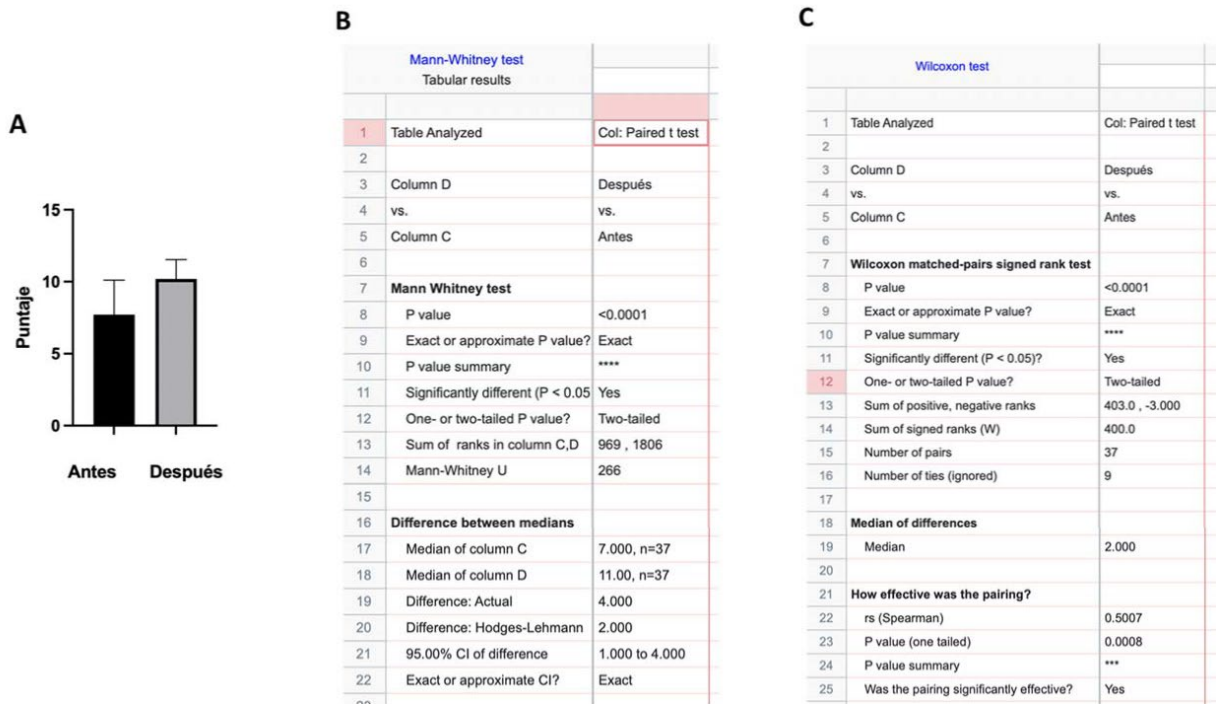 A
15
10
5
0
Puntaje
Antes Después
B
Mann-Whitney test
Tabular results
1 Table Analyzed Col: Paired t test
2
3 Column D Después
4 vs. vs.
5 Column C Antes
6
7 Mann Whitney test
8 P value <0.0001
9 Exact or approximate P value? Exact
10 P value summary ****
11 Significantly different (P < 0.05 Yes
12 One- or two-tailed P value? Two-tailed
13 Sum of ranks in column C,D 969 , 1806
14 Mann-Whitney U 266
15
16 Difference between medians
17 Median of column C 7.000, n=37
18 Median of column D 11.00, n=37
19 Difference: Actual 4.000
20 Difference: Hodges-Lehmann 2.000
21 95.00% CI of difference 1.000 to 4.000
22 Exact or approximate CI? Exact
C
Wilcoxon test
1 Table Analyzed Col: Paired t test
2
3 Column D Después
4 vs. vs.
5 Column C Antes
6
7 Wilcoxon matched-pairs signed rank test
8 P value <0.0001
9 Exact or approximate P value? Exact
10 P value summary ****
11 Significantly different (P < 0.05)? Yes
12 One- or two-tailed P value? Two-tailed
13 Sum of positive, negative ranks 403.0 , -3.000
14 Sum of signed ranks (W) 400.0
15 Number of pairs 37
16 Number of ties (ignored) 9
17
18 Median of differences
19 Median 2.000
20
21 How effective was the pairing?
22 rs (Spearman) 0.5007
23 P value (one tailed) 0.0008
24 P value summary ***
25 Was the pairing significantly effective? Yes